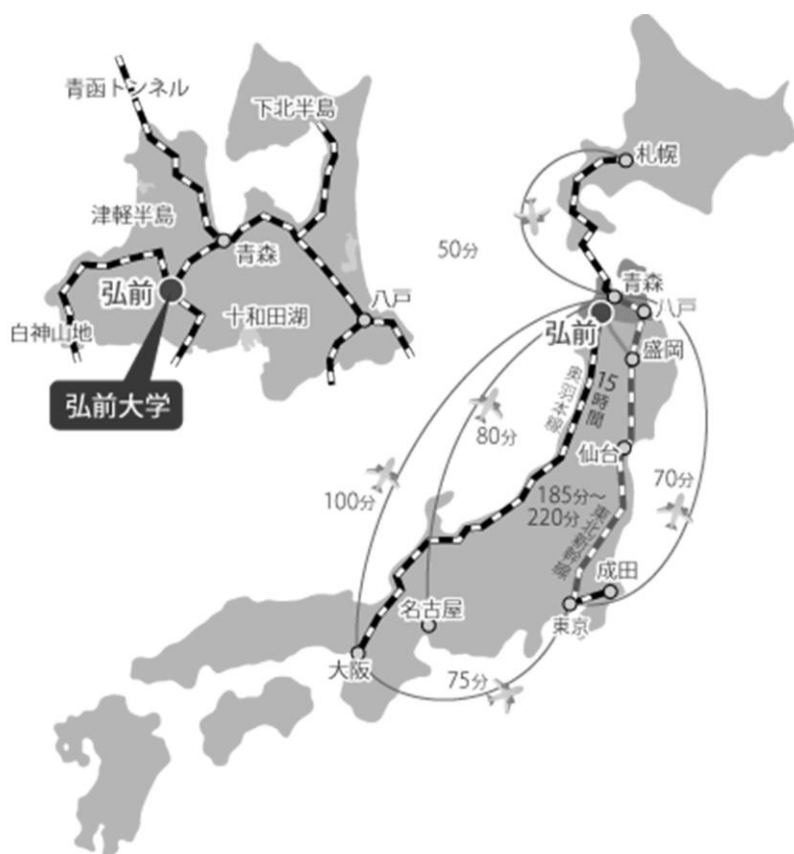 青函トンネル
下北半島
津軽半島
青森
弘前
十和田湖
八戸
白神山地
弘前大学
札幌
50分
青森
八戸
弘前
盛岡
15時間
奥羽本線
80分
仙台
100分
70分
185分～
220分
東北新幹線
成田
名古屋
東京
大阪
75分